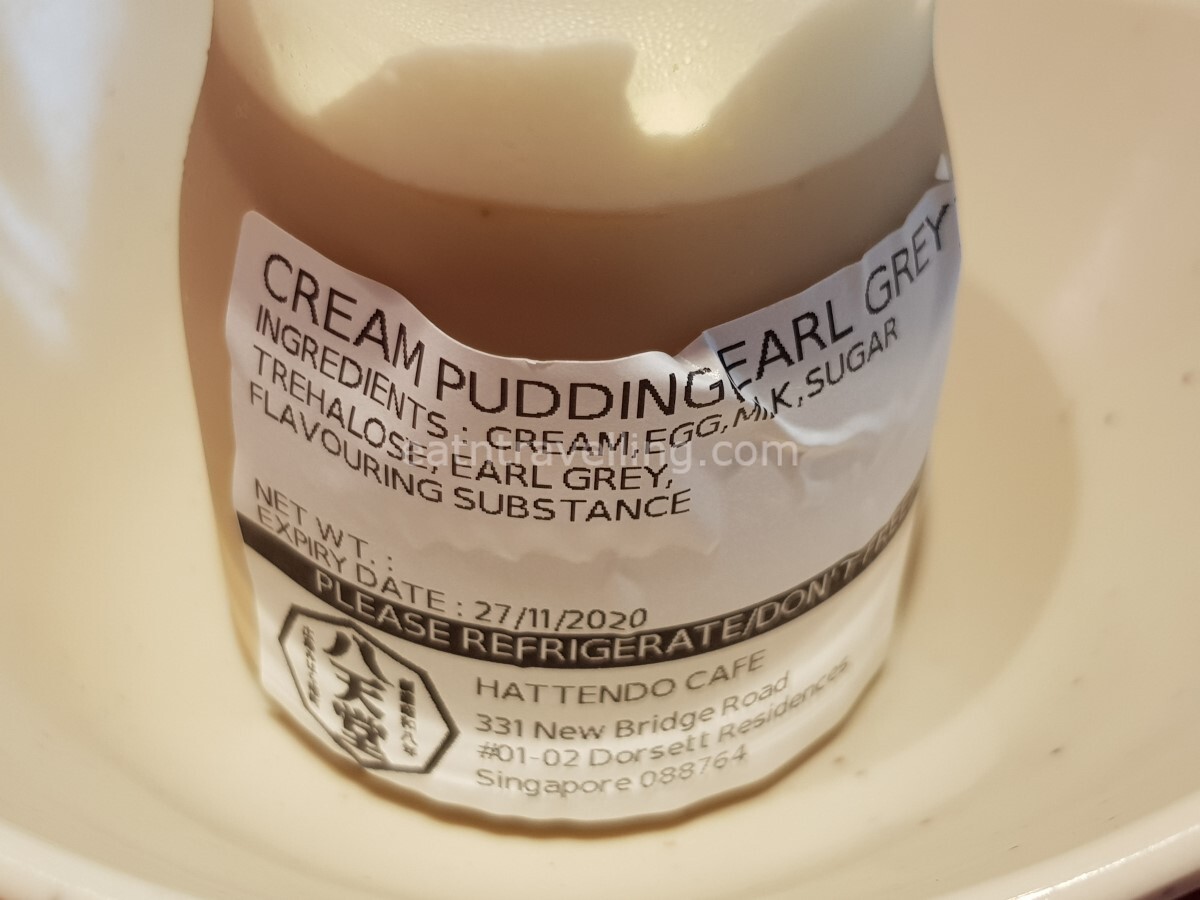 CREAM PUDDING EARL GREY
INGREDIENTS : CREAM,EGG,MILK,SUGAR
TREHALOSE, EARL GREY,
FLAVOURING SUBSTANCE
eatntravelling.com
NET WT. :
EXPIRY DATE : 27/11/2020
PLEASE REFRIGERATE/DON'T
八天堂
HATTENDO CAFE
331 New Bridge Road
#01-02 Dorsett Residences
Singapore 088764